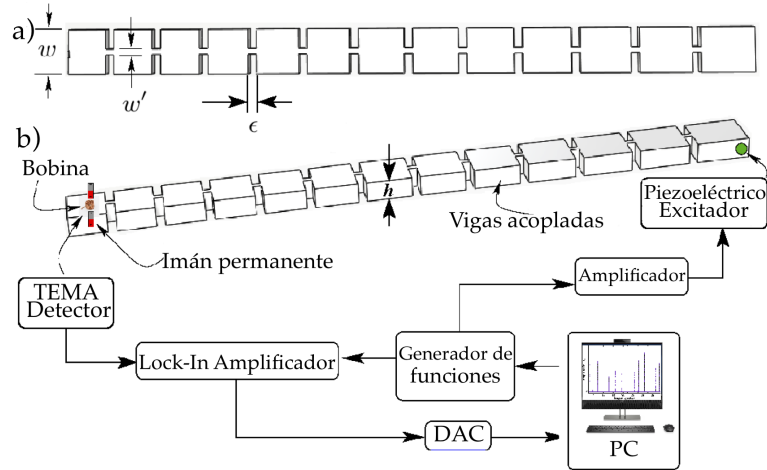 a)
w
w′
ϵ
b)
Bobina
h
Vigas acopladas
Piezoeléctrico
Excitador
Imán permanente
TEMA
Detector
Amplificador
Lock-In Amplificador
Generador de
funciones
DAC
PC